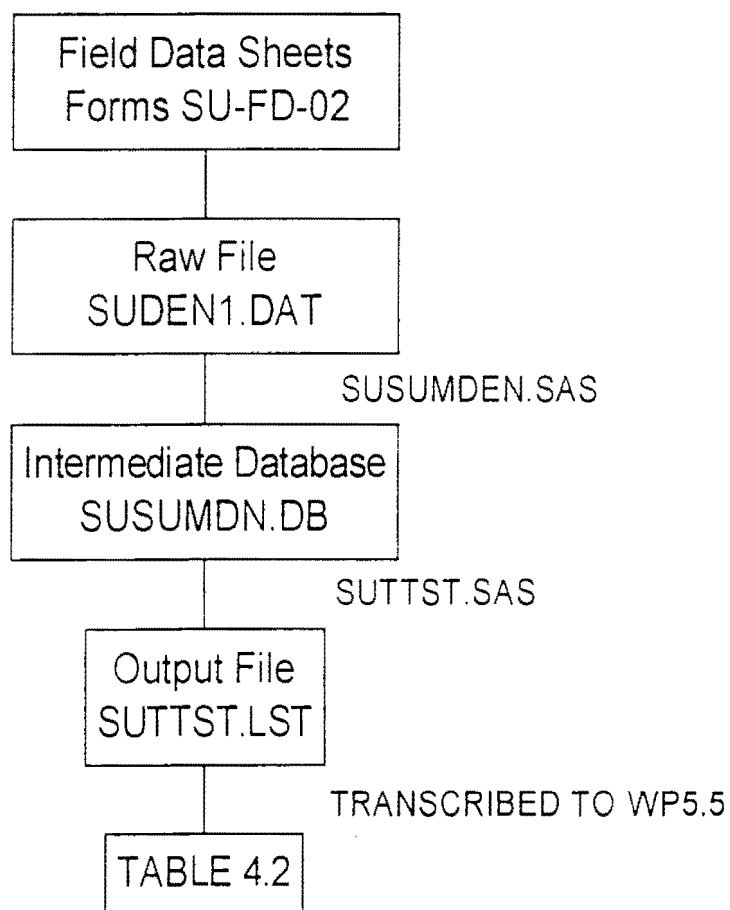 Field Data Sheets
Forms SU-FD-02
Raw File
SUDEN1.DAT
SUSUMDEN.SAS
Intermediate Database
SUSUMDN.DB
SUTTST.SAS
Output File
SUTTST.LST
TRANSCRIBED TO WP5.5
TABLE 4.2